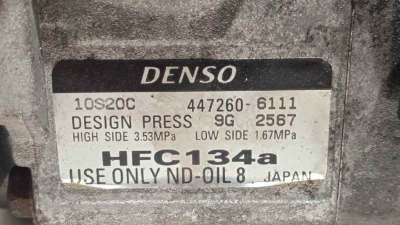 DENSO
10S20C 447260-6111
DESIGN PRESS 9G 2567
HIGH SIDE 3.53MPa LOW SIDE 1.67MPa
HFC134a
USE ONLY ND-OIL 8 JAPAN